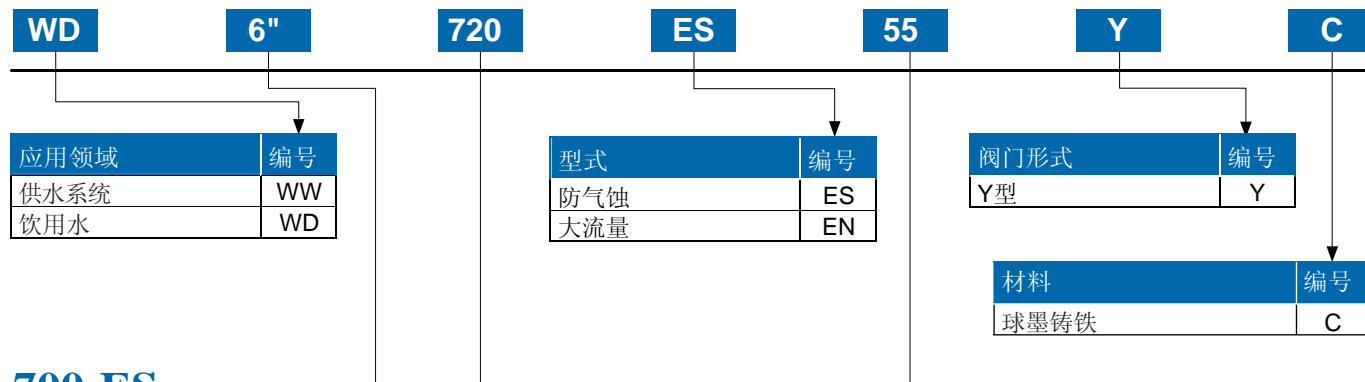 WD 6" 720 ES 55 Y C
应用领域 编号
供水系统 WW
饮用水 WD
型式 编号
防气蚀 ES
大流量 EN
阀门形式 编号
Y型 Y
材料 编号
球墨铸铁 C